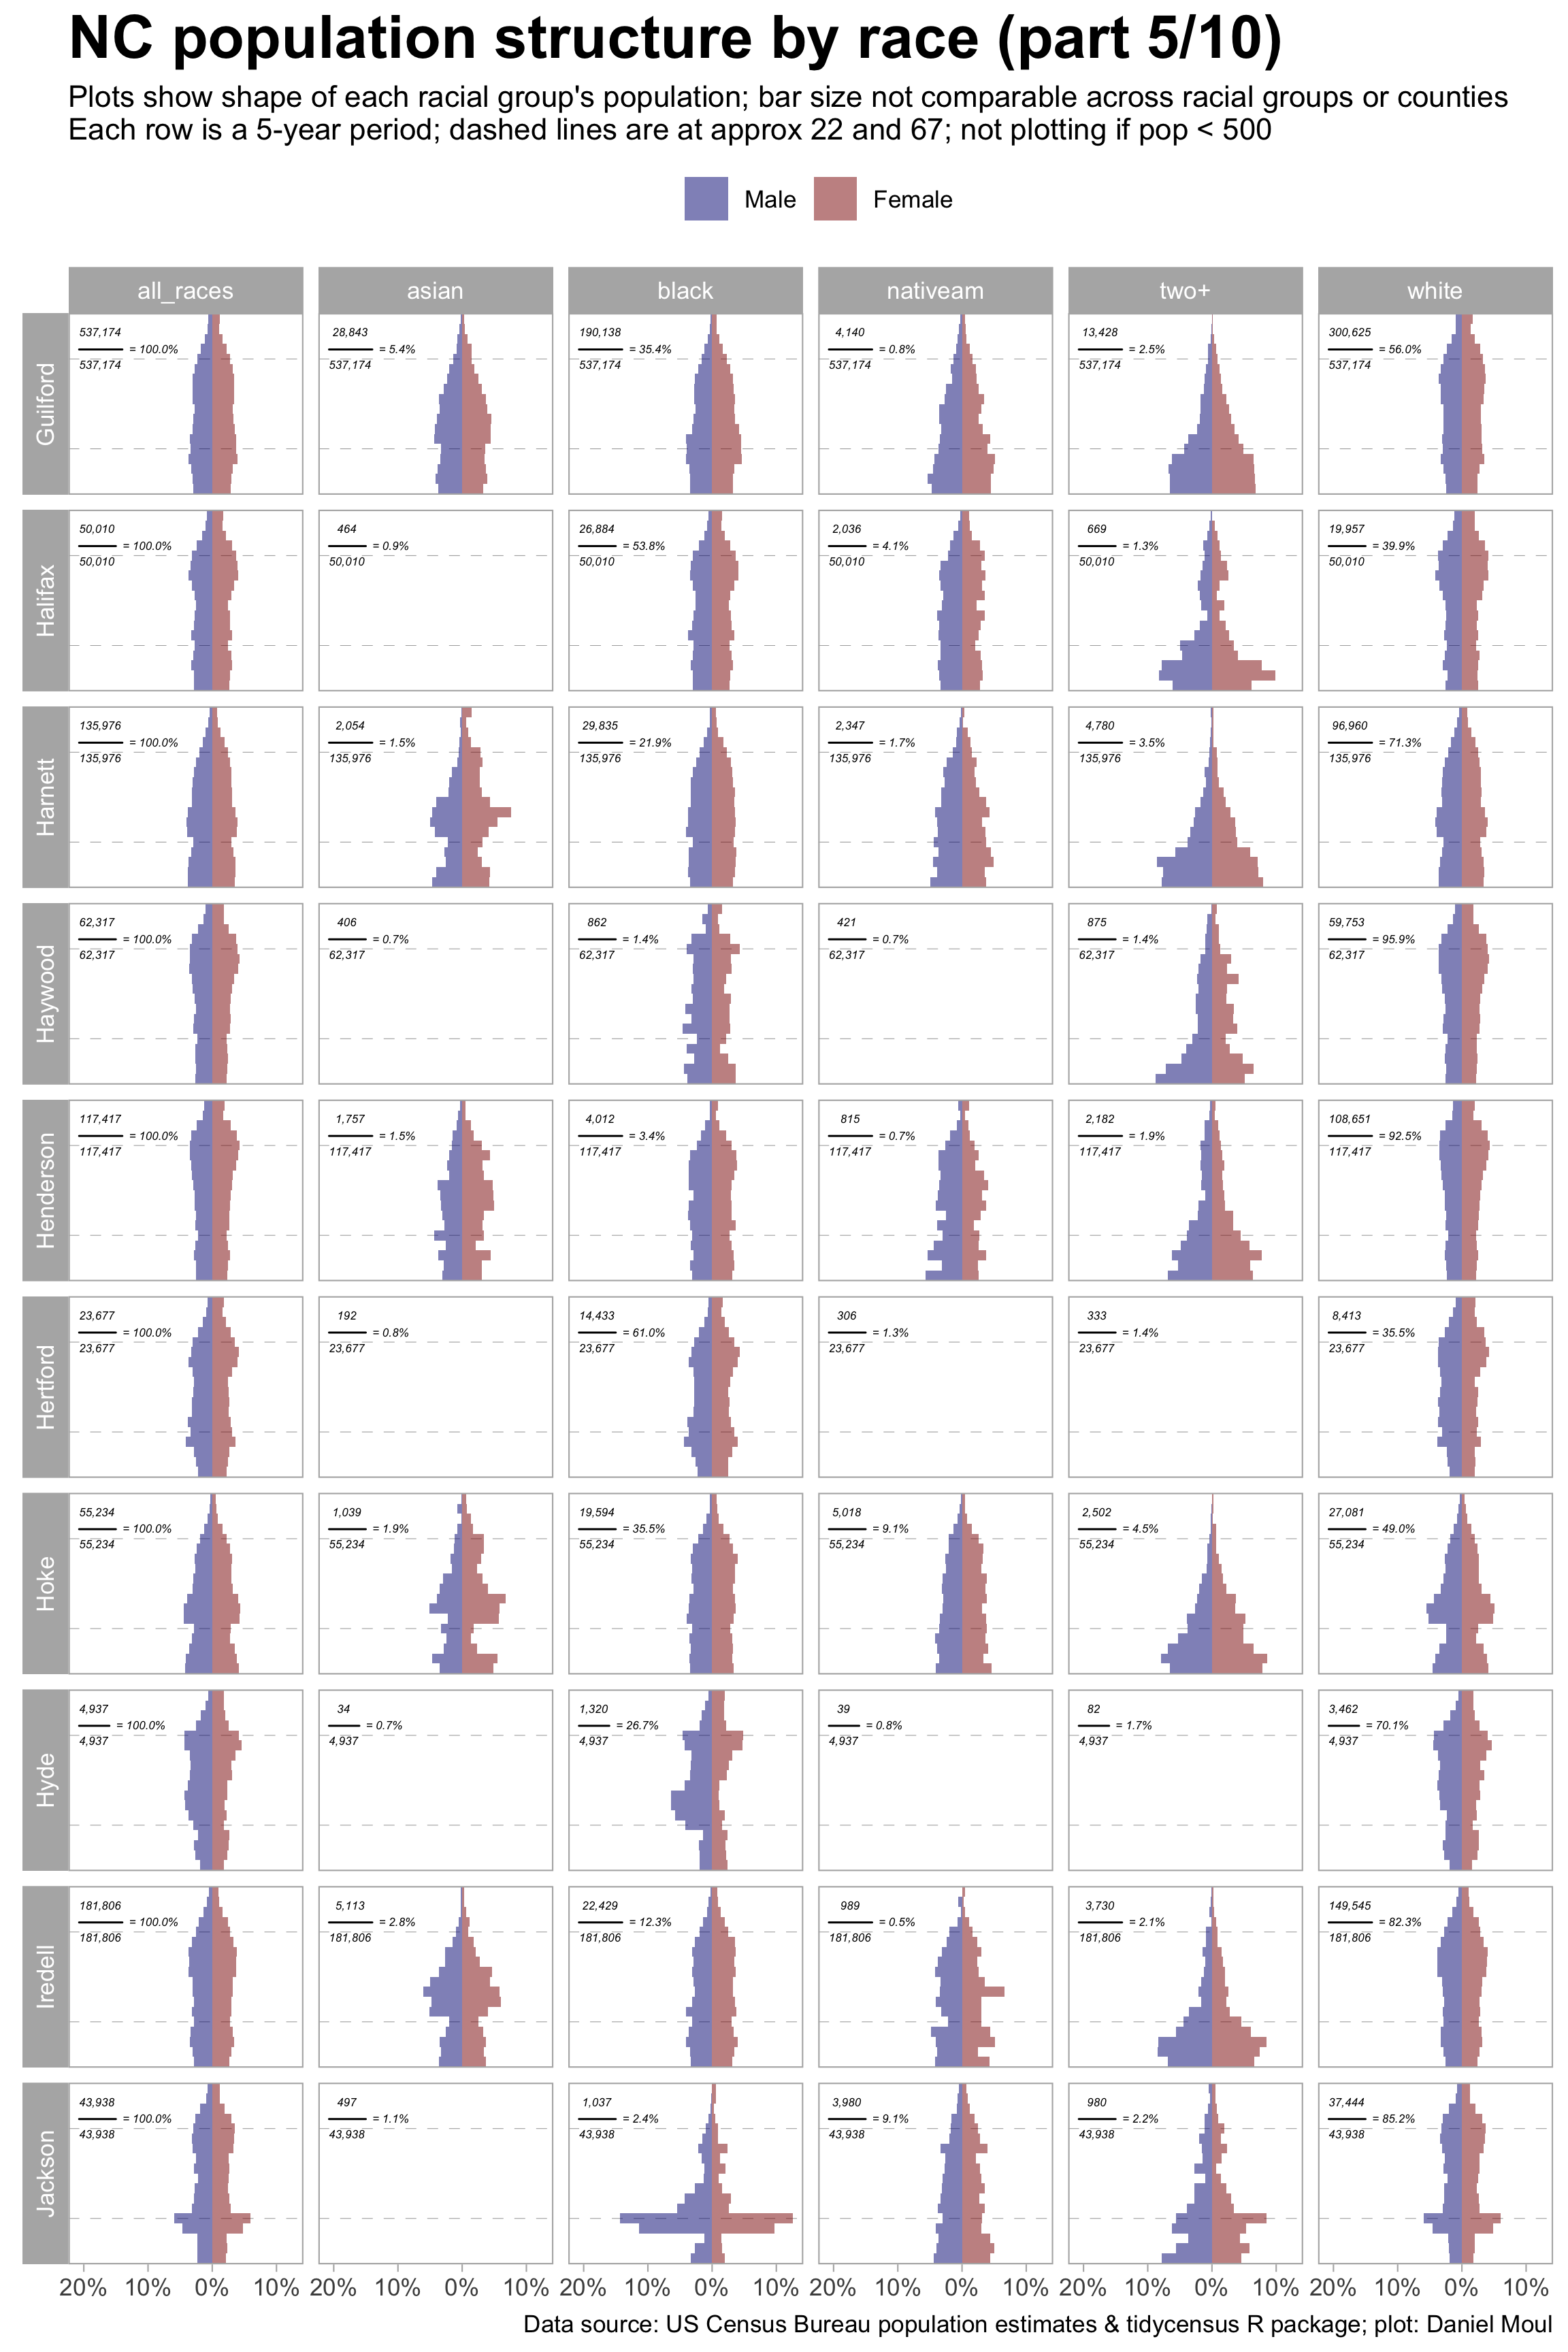 NC population structure by race (part 5/10)
Plots show shape of each racial group's population; bar size not comparable across racial groups or counties
Each row is a 5-year period; dashed lines are at approx 22 and 67; not plotting if pop < 500
Male Female
all_races asian black nativeam two+ white
Guilford
537,174 28,843 190,138 4,140 13,428 300,625
= 100.0% = 5.4% = 35.4% = 0.8% = 2.5% = 56.0%
537,174 537,174 537,174 537,174 537,174 537,174
Halifax
50,010 464 26,884 2,036 669 19,957
= 100.0% = 0.9% = 53.8% = 4.1% = 1.3% = 39.9%
50,010 50,010 50,010 50,010 50,010 50,010
Harnett
135,976 2,054 29,835 2,347 4,780 96,960
= 100.0% = 1.5% = 21.9% = 1.7% = 3.5% = 71.3%
135,976 135,976 135,976 135,976 135,976 135,976
Haywood
62,317 406 862 421 875 59,753
= 100.0% = 0.7% = 1.4% = 0.7% = 1.4% = 95.9%
62,317 62,317 62,317 62,317 62,317 62,317
Henderson
117,417 1,757 4,012 815 2,182 108,651
= 100.0% = 1.5% = 3.4% = 0.7% = 1.9% = 92.5%
117,417 117,417 117,417 117,417 117,417 117,417
Hertford
23,677 192 14,433 306 333 8,413
= 100.0% = 0.8% = 61.0% = 1.3% = 1.4% = 35.5%
23,677 23,677 23,677 23,677 23,677 23,677
Hoke
55,234 1,039 19,594 5,018 2,502 27,081
= 100.0% = 1.9% = 35.5% = 9.1% = 4.5% = 49.0%
55,234 55,234 55,234 55,234 55,234 55,234
Hyde
4,937 34 1,320 39 82 3,462
= 100.0% = 0.7% = 26.7% = 0.8% = 1.7% = 70.1%
4,937 4,937 4,937 4,937 4,937 4,937
Iredell
181,806 5,113 22,429 989 3,730 149,545
= 100.0% = 2.8% = 12.3% = 0.5% = 2.1% = 82.3%
181,806 181,806 181,806 181,806 181,806 181,806
Jackson
43,938 497 1,037 3,980 980 37,444
= 100.0% = 1.1% = 2.4% = 9.1% = 2.2% = 85.2%
43,938 43,938 43,938 43,938 43,938 43,938
20% 10% 0% 10% 20% 10% 0% 10% 20% 10% 0% 10% 20% 10% 0% 10% 20% 10% 0% 10% 20% 10% 0% 10%
Data source: US Census Bureau population estimates & tidycensus R package; plot: Daniel Moul